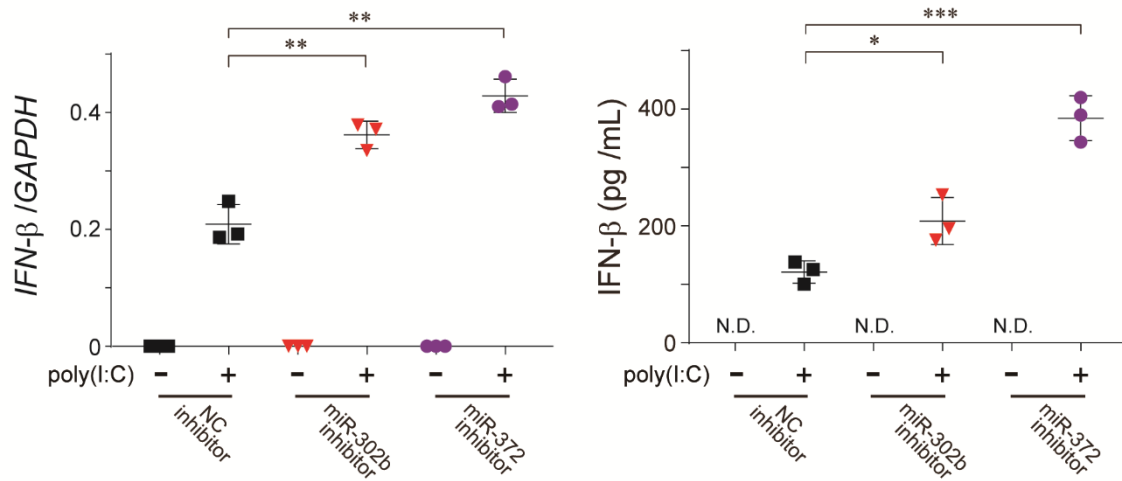 **
**
IFN-β /GAPDH
0.4
0.2
0
poly(I:C) − + − + − +
NC inhibitor
miR-302b inhibitor
miR-372 inhibitor
***
*
IFN-β (pg /mL)
400
200
0
N.D. N.D. N.D.
poly(I:C) − + − + − +
NC inhibitor
miR-302b inhibitor
miR-372 inhibitor